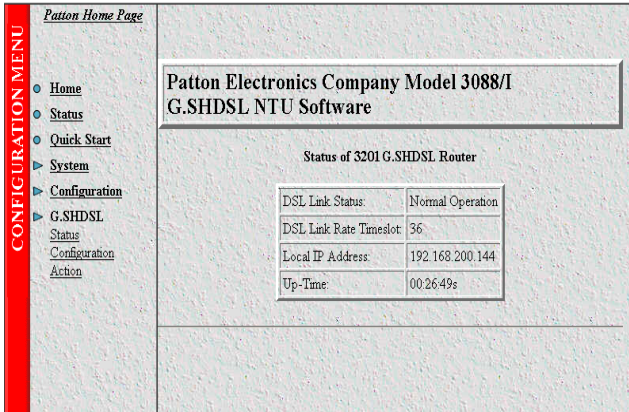 CONFIGURATION MENU
Patton Home Page
Home
Status
Quick Start
System
Configuration
G.SHDSL
Status
Configuration
Action
Patton Electronics Company Model 3088/I
G.SHDSL NTU Software
Status of 3201 G.SHDSL Router
DSL Link Status: Normal Operation
DSL Link Rate Timeslot: 36
Local IP Address: 192.168.200.144
Up-Time: 00:26:49s